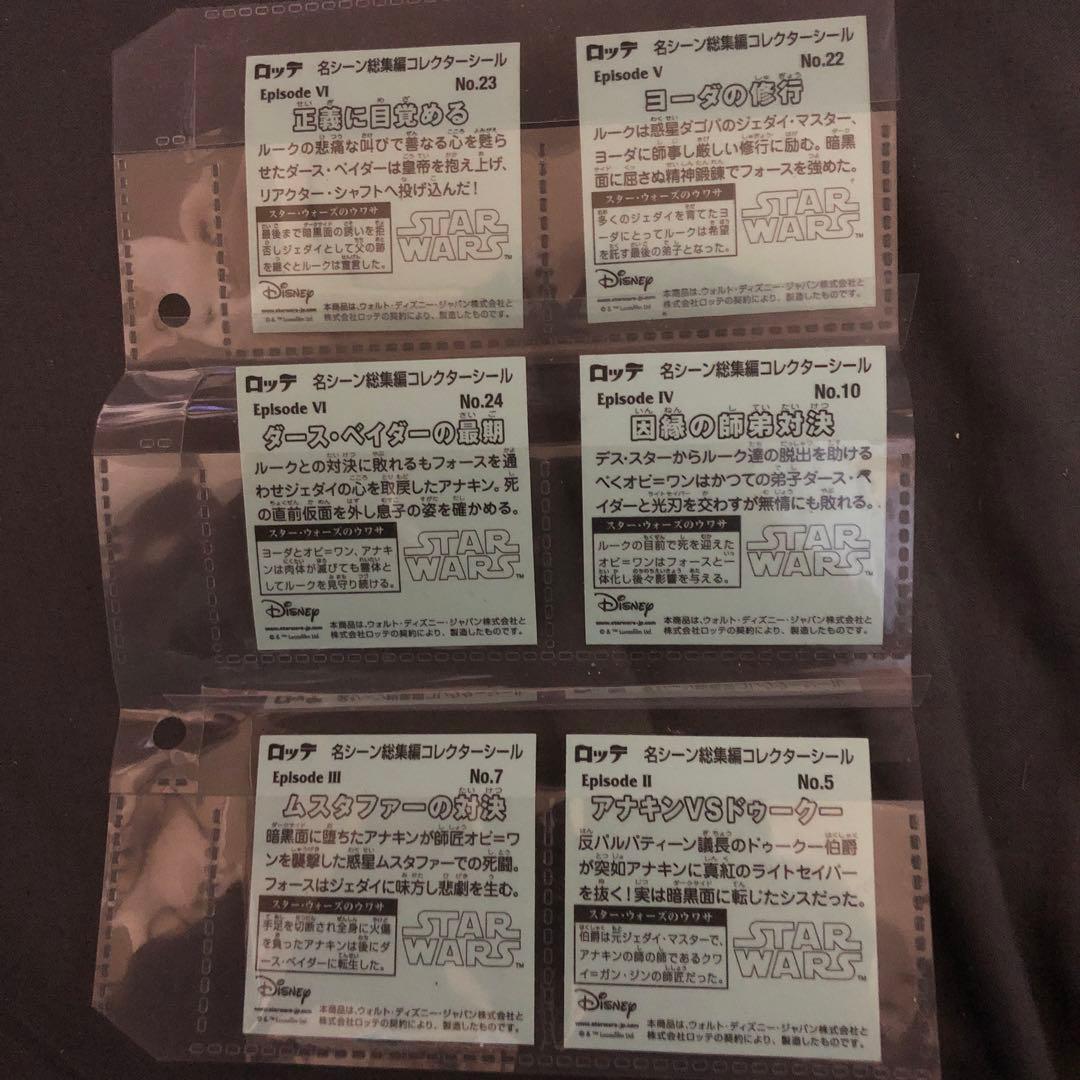 ロッテ 名シーン総集編コレクターシール
Episode VI No.23
正義に目覚める
ルークの悲痛な叫びで善なる心を甦ら
せたダース・ベイダーは皇帝を抱え上げ、
リアクター・シャフトへ投げ込んだ!
スター・ウォーズのウワサ
最後まで暗黒面の誘いを拒
否しジェダイとして父の跡
を継ぐとルークは宣言した。
STAR
WARS™
Disney
www.starwars-jp.com
© & ™ Lucasfilm Ltd.
本商品は、ウォルト・ディズニー・ジャパン株式会社と
株式会社ロッテの契約により、製造したものです。
ロッテ 名シーン総集編コレクターシール
Episode V No.22
ヨーダの修行
ルークは惑星ダゴバのジェダイ・マスター、
ヨーダに師事し厳しい修行に励む。暗黒
面に屈さぬ精神鍛錬でフォースを強めた。
スター・ウォーズのウワサ
多くのジェダイを育てたヨ
ーダにとってルークは希望
を託す最後の弟子となった。
STAR
WARS™
Disney
www.starwars-jp.com
© & ™ Lucasfilm Ltd.
本商品は、ウォルト・ディズニー・ジャパン株式会社と
株式会社ロッテの契約により、製造したものです。
ロッテ 名シーン総集編コレクターシール
Episode VI No.24
ダース・ベイダーの最期
ルークとの対決に敗れるもフォースを通
わせジェダイの心を取戻したアナキン。死
の直前仮面を外し息子の姿を確かめる。
スター・ウォーズのウワサ
ヨーダとオビ=ワン、アナキ
ンは肉体が滅びても霊体と
してルークを見守り続ける。
STAR
WARS™
Disney
www.starwars-jp.com
© & ™ Lucasfilm Ltd.
本商品は、ウォルト・ディズニー・ジャパン株式会社と
株式会社ロッテの契約により、製造したものです。
ロッテ 名シーン総集編コレクターシール
Episode IV No.10
因縁の師弟対決
デス・スターからルーク達の脱出を助ける
べくオビ=ワンはかつての弟子ダース・ベ
イダーと光刃を交わすが無情にも敗れる。
スター・ウォーズのウワサ
ルークの目前で死を迎えた
オビ=ワンはフォースと一
体化し後々影響を与える。
STAR
WARS™
Disney
www.starwars-jp.com
© & ™ Lucasfilm Ltd.
本商品は、ウォルト・ディズニー・ジャパン株式会社と
株式会社ロッテの契約により、製造したものです。
ロッテ 名シーン総集編コレクターシール
Episode III No.7
ムスタファーの対決
暗黒面に堕ちたアナキンが師匠オビ=ワ
ンを襲撃した惑星ムスタファーでの死闘。
フォースはジェダイに味方し悲劇を生む。
スター・ウォーズのウワサ
手足を切断され全身に火傷
を負ったアナキンは後にダ
ース・ベイダーに転生した。
STAR
WARS™
Disney
www.starwars-jp.com
© & ™ Lucasfilm Ltd.
本商品は、ウォルト・ディズニー・ジャパン株式会社と
株式会社ロッテの契約により、製造したものです。
ロッテ 名シーン総集編コレクターシール
Episode II No.5
アナキンVSドゥークー
反パルパティーン議長のドゥークー伯爵
が突如アナキンに真紅のライトセイバー
を抜く!実は暗黒面に転じたシスだった。
スター・ウォーズのウワサ
伯爵は元ジェダイ・マスターで、
アナキンの師の師であるクワ
イ=ガン・ジンの師匠だった。
STAR
WARS™
Disney
www.starwars-jp.com
© & ™ Lucasfilm Ltd.
本商品は、ウォルト・ディズニー・ジャパン株式会社と
株式会社ロッテの契約により、製造したものです。